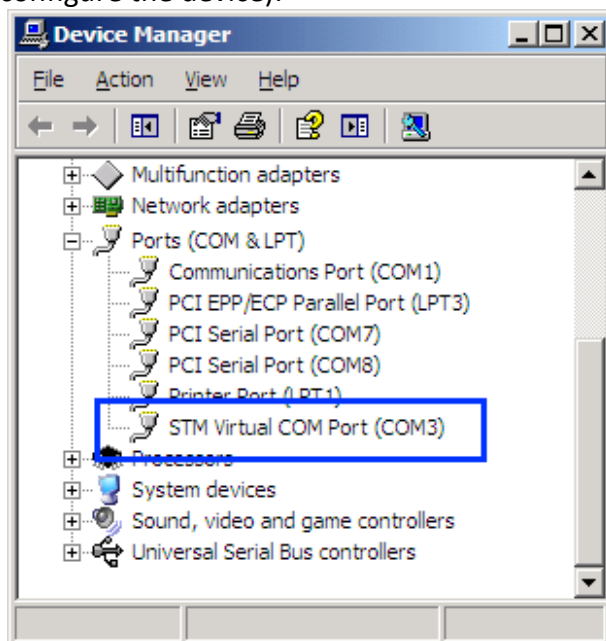 configure the device).
Device Manager
File Action View Help
Multifunction adapters
Network adapters
Ports (COM & LPT)
Communications Port (COM1)
PCI EPP/ECP Parallel Port (LPT3)
PCI Serial Port (COM7)
PCI Serial Port (COM8)
Printer Port (LPT1)
STM Virtual COM Port (COM3)
Processors
System devices
Sound, video and game controllers
Universal Serial Bus controllers